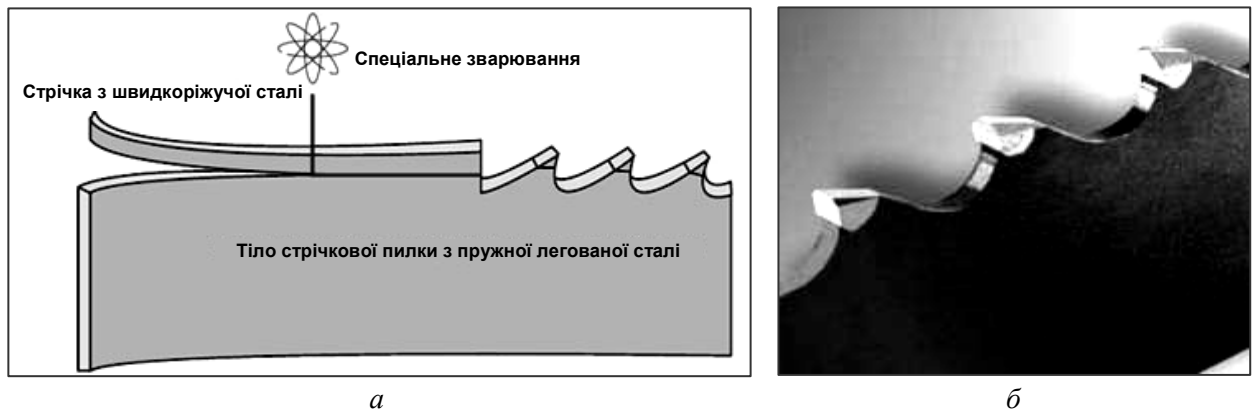 Спеціальне зварювання
Стрічка з швидкоріжучої сталі
Тіло стрічкової пилки з пружної легованої сталі
а
б